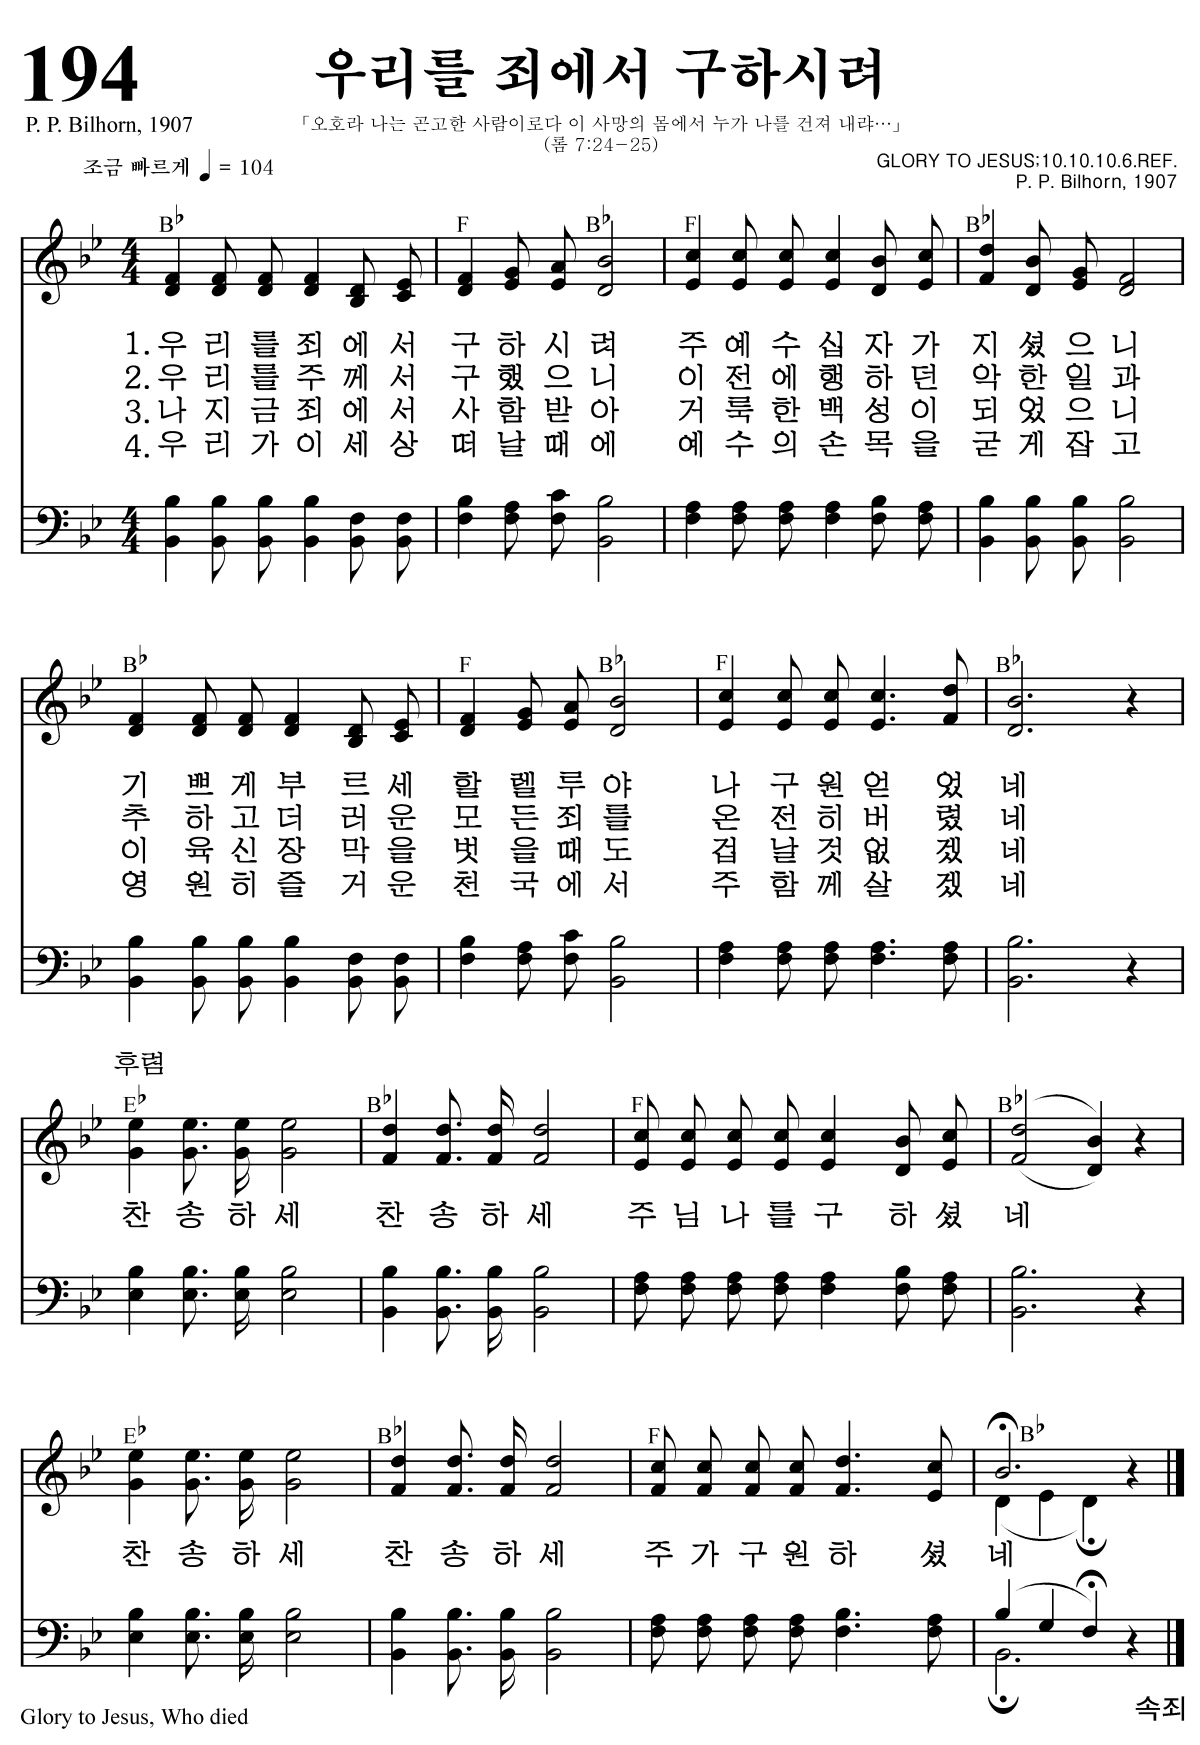 194
우리를 죄에서 구하시려
P. P. Bilhorn, 1907
「오호라 나는 곤고한 사람이로다 이 사망의 몸에서 누가 나를 건져 내랴…」
(롬 7:24-25)
조금 빠르게 ♩ = 104
GLORY TO JESUS;10.10.10.6.REF.
P. P. Bilhorn, 1907
B♭ F B♭ F B♭
4 4
1. 우 리 를 죄 에 서 구 하 시 려 주 예 수 십 자 가 지 셨 으 니
2. 우 리 를 주 께 서 구 했 으 니 이 전 에 행 하 던 악 한 일 과
3. 나 지 금 죄 에 서 사 함 받 아 거 룩 한 백 성 이 되 었 으 니
4. 우 리 가 이 세 상 떠 날 때 에 예 수 의 손 목 을 굳 게 잡 고
4 4
B♭ F B♭ F B♭
기 쁘 게 부 르 세 할 렐 루 야 나 구 원 얻 었 네
추 하 고 더 러 운 모 든 죄 를 온 전 히 버 렸 네
이 육 신 장 막 을 벗 을 때 도 겁 날 것 없 겠 네
영 원 히 즐 거 운 천 국 에 서 주 함 께 살 겠 네
후렴
E♭ B♭ F B♭
찬 송 하 세 찬 송 하 세 주 님 나 를 구 하 셨 네
E♭ B♭ F B♭
찬 송 하 세 찬 송 하 세 주 가 구 원 하 셨 네
Glory to Jesus, Who died
속죄